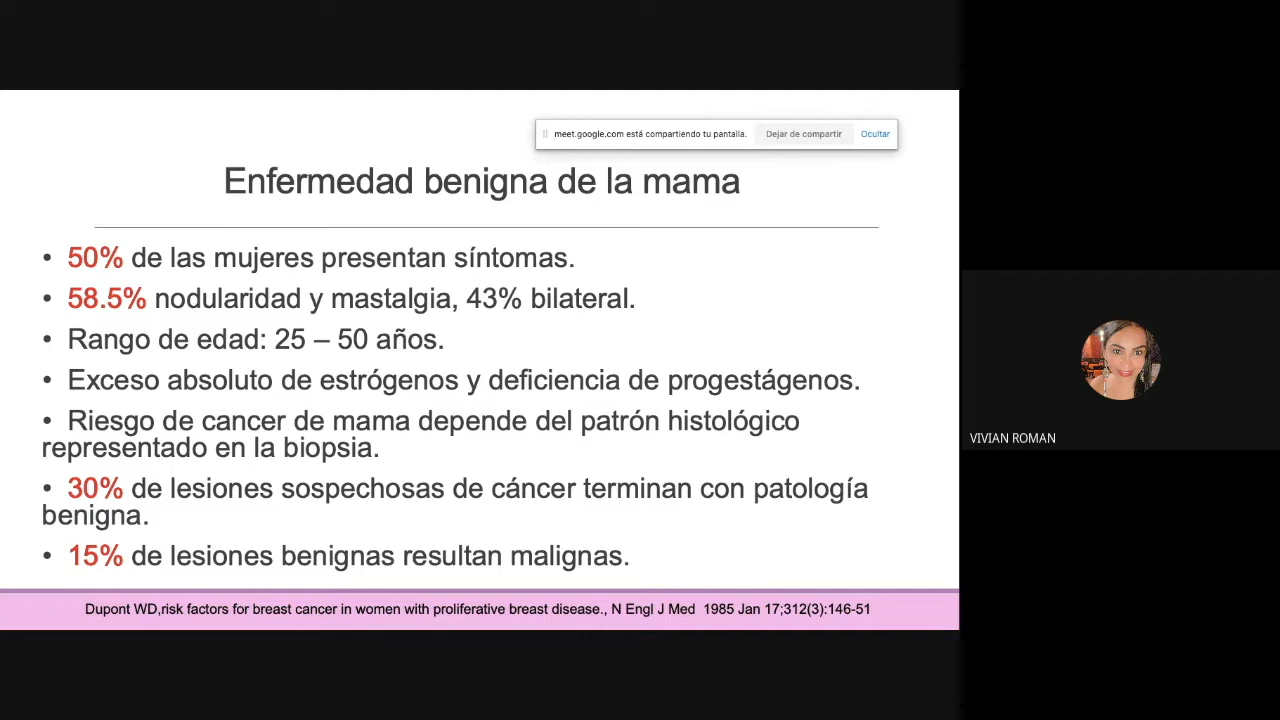 meet.google.com está compartiendo tu pantalla. Dejar de compartir Ocultar
Enfermedad benigna de la mama
• 50% de las mujeres presentan síntomas.
• 58.5% nodularidad y mastalgia, 43% bilateral.
• Rango de edad: 25 – 50 años.
• Exceso absoluto de estrógenos y deficiencia de progestágenos.
• Riesgo de cancer de mama depende del patrón histológico
representado en la biopsia.
• 30% de lesiones sospechosas de cáncer terminan con patología
benigna.
• 15% de lesiones benignas resultan malignas.
Dupont WD,risk factors for breast cancer in women with proliferative breast disease., N Engl J Med 1985 Jan 17;312(3):146-51
VIVIAN ROMAN